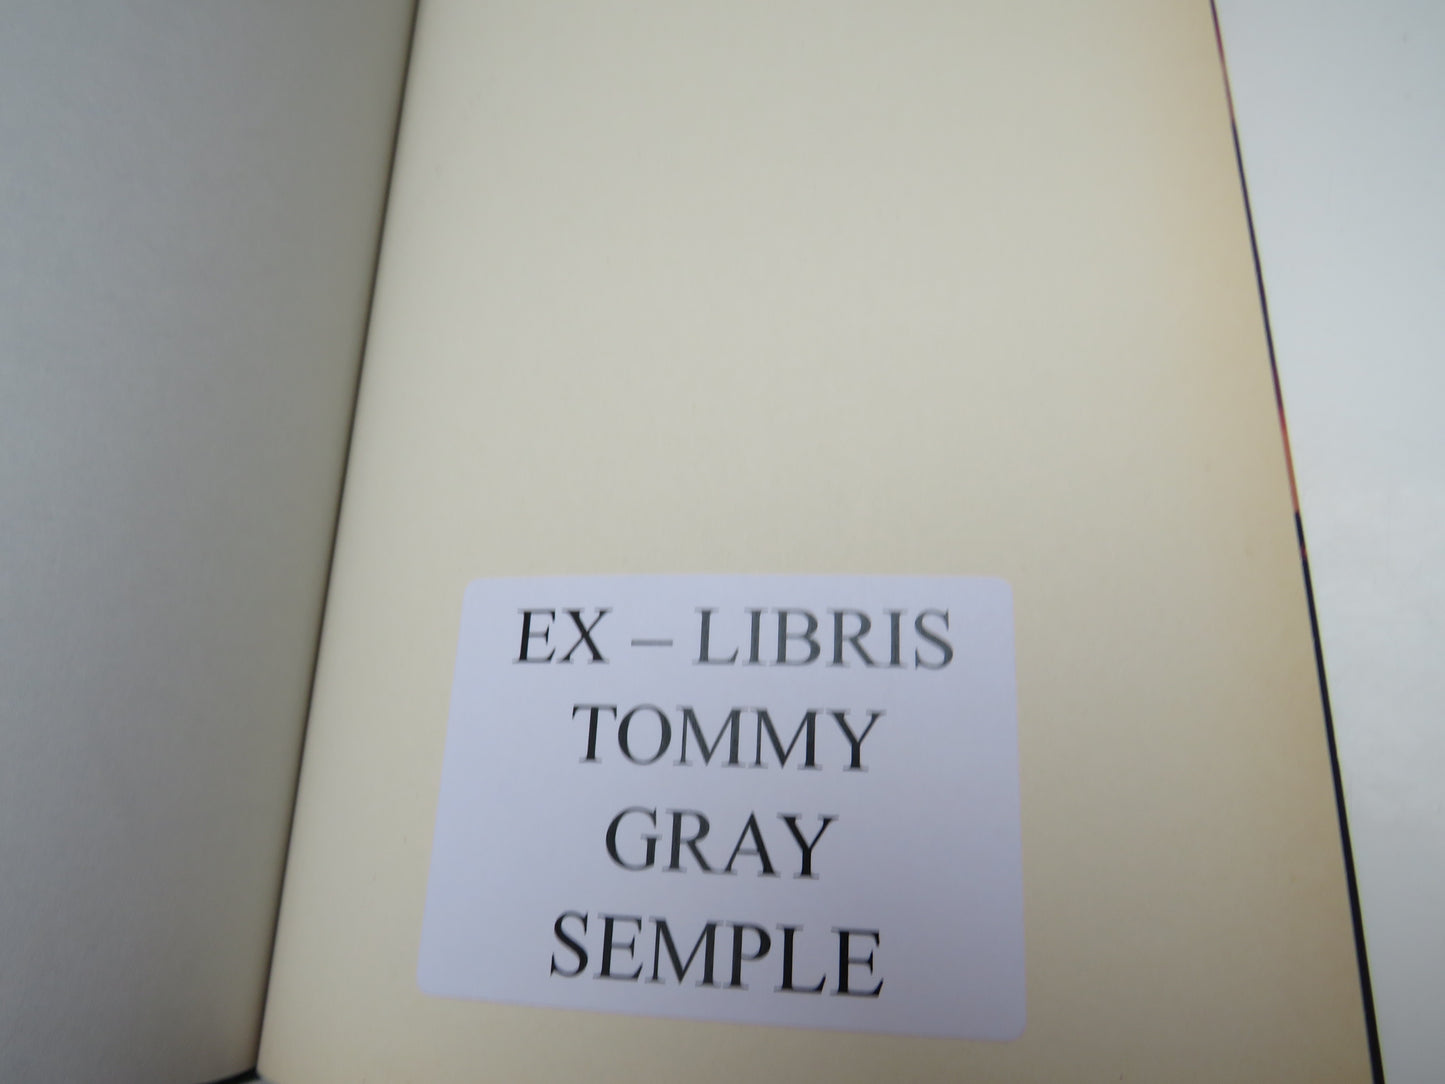 EX – LIBRIS
TOMMY
GRAY
SEMPLE